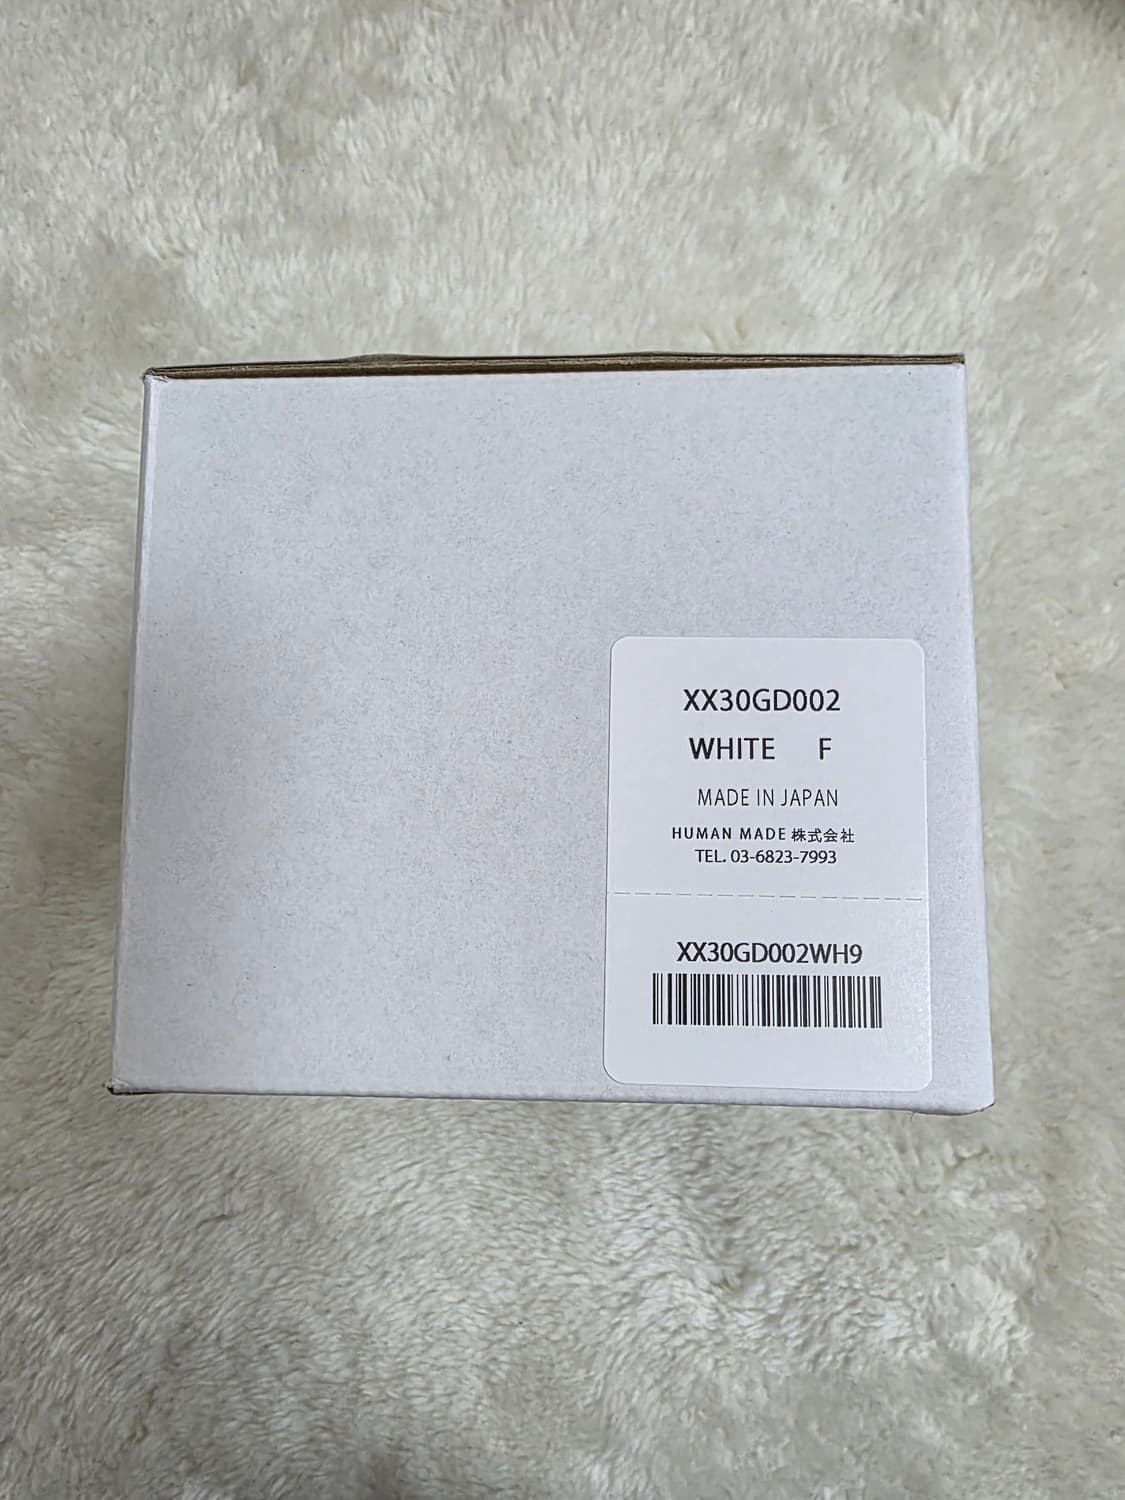 XX30GD002
WHITE F
MADE IN JAPAN
HUMAN MADE 株式会社
TEL. 03-6823-7993
XX30GD002WH9